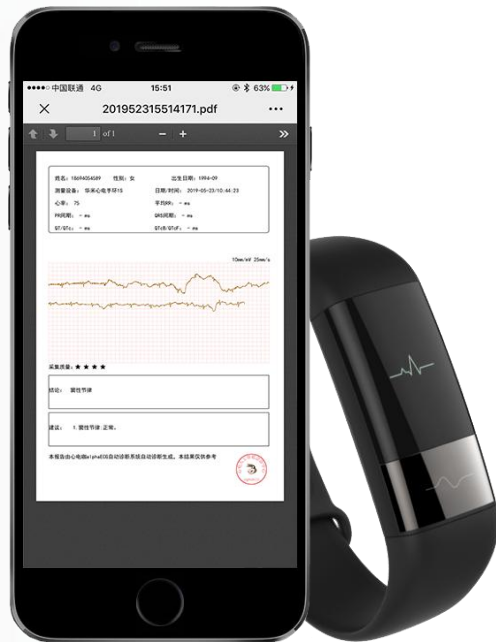 中国联通 4G 15:51 63%
201952315514171.pdf
1 of 1
姓名: 18694054589 性别: 女 出生日期: 1994-09
测量设备: 华米心电手环1S 日期/时间: 2019-05-23/10:44:23
心率: 75 平均RR: - ms
PR间期: - ms QRS间期: - ms
QT/QTc: - ms QTcB/QTcF: - ms
10mm/mV 25mm/s
采集质量: ★ ★ ★ ★
结论: 窦性节律
建议: 1.窦性节律:正常。
本报告由心电图alphaECG自动诊断系统自动诊断生成。本结果仅供参考